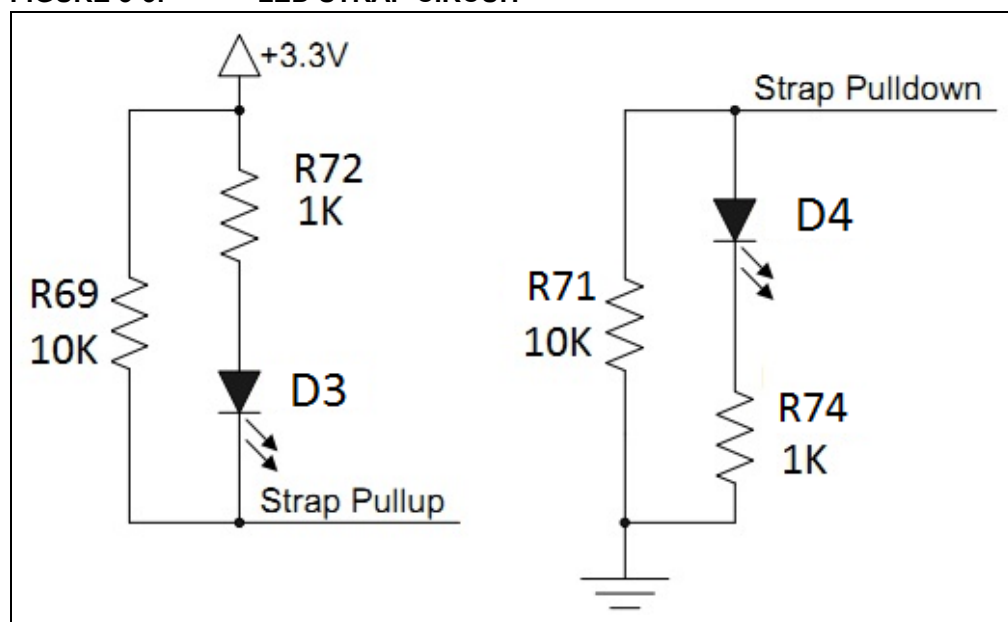 +3.3V
Strap Pulldown
R72
1K
D4
R69
10K
R71
10K
D3
R74
1K
Strap Pullup